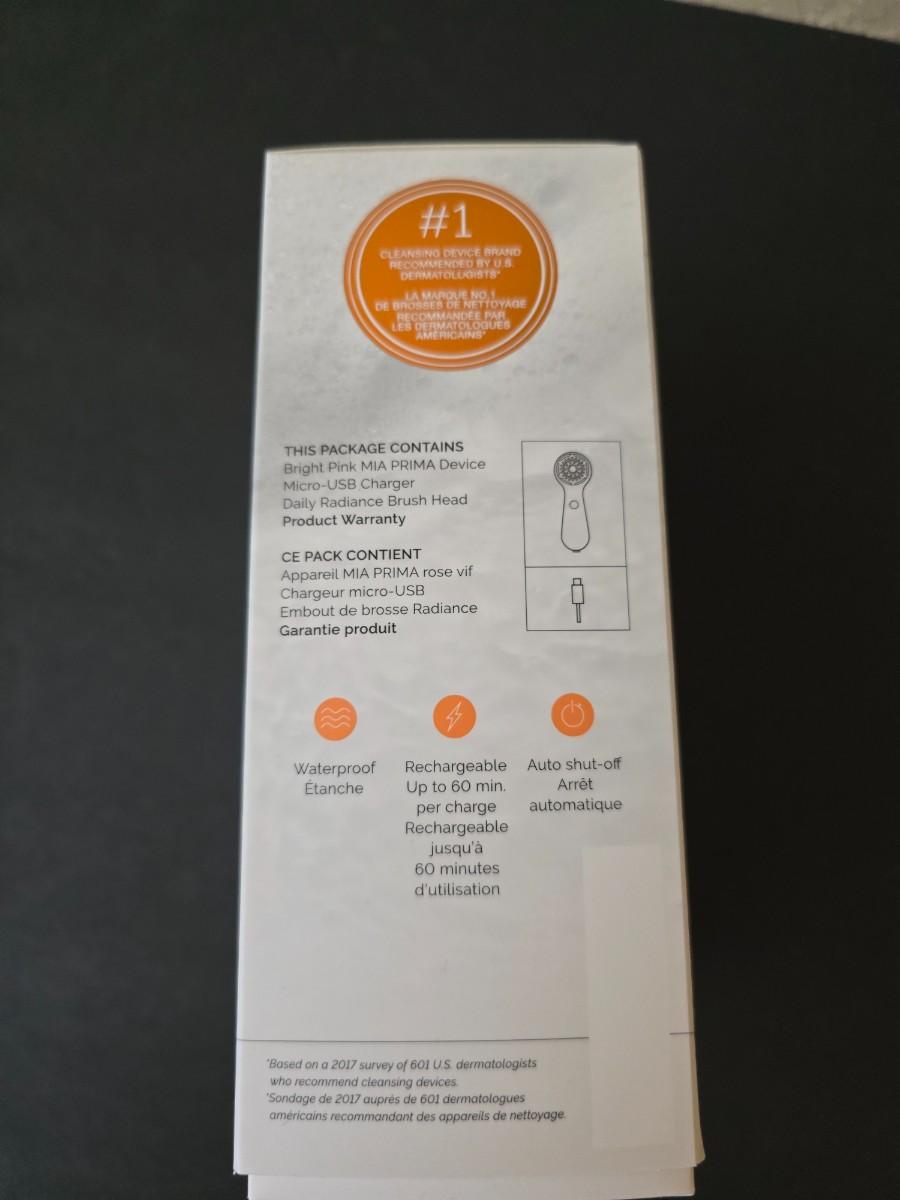 #1
CLEANSING DEVICE BRAND
RECOMMENDED BY U.S.
DERMATOLOGISTS*
LA MARQUE NO.1
DE BROSSES DE NETTOYAGE
RECOMMANDÉE PAR
LES DERMATOLOGUES
AMÉRICAINS*
THIS PACKAGE CONTAINS
Bright Pink MIA PRIMA Device
Micro-USB Charger
Daily Radiance Brush Head
Product Warranty
CE PACK CONTIENT
Appareil MIA PRIMA rose vif
Chargeur micro-USB
Embout de brosse Radiance
Garantie produit
Waterproof
Étanche
Rechargeable
Up to 60 min.
per charge
Rechargeable
jusqu'à
60 minutes
d'utilisation
Auto shut-off
Arrêt
automatique
*Based on a 2017 survey of 601 U.S. dermatologists
who recommend cleansing devices.
*Sondage de 2017 auprès de 601 dermatologues
américains recommandant des appareils de nettoyage.